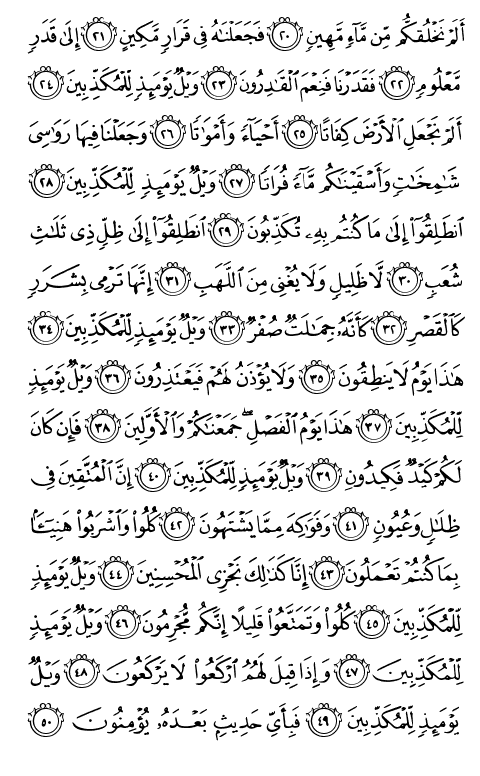 أَلَمْ نَخْلُقكُّم مِّن مَّآءٍ مَّهِينٍ ٢٠ فَجَعَلْنَٰهُ فِى قَرَارٍ مَّكِينٍ ٢١ إِلَىٰ قَدَرٍ
مَّعْلُومٍ ٢٢ فَقَدَرْنَا فَنِعْمَ ٱلْقَٰدِرُونَ ٢٣ وَيْلٌ يَوْمَئِذٍ لِّلْمُكَذِّبِينَ ٢٤
أَلَمْ نَجْعَلِ ٱلْأَرْضَ كِفَاتًا ٢٥ أَحْيَآءً وَأَمْوَٰتًا ٢٦ وَجَعَلْنَا فِيهَا رَوَٰسِىَ
شَٰمِخَٰتٍ وَأَسْقَيْنَٰكُم مَّآءً فُرَاتًا ٢٧ وَيْلٌ يَوْمَئِذٍ لِّلْمُكَذِّبِينَ ٢٨
ٱنطَلِقُوٓا۟ إِلَىٰ مَا كُنتُم بِهِۦ تُكَذِّبُونَ ٢٩ ٱنطَلِقُوٓا۟ إِلَىٰ ظِلٍّ ذِى ثَلَٰثِ
شُعَبٍ ٣٠ لَّا ظَلِيلٍ وَلَا يُغْنِى مِنَ ٱللَّهَبِ ٣١ إِنَّهَا تَرْمِى بِشَرَرٍ
كَٱلْقَصْرِ ٣٢ كَأَنَّهُۥ جِمَٰلَتٌ صُفْرٌ ٣٣ وَيْلٌ يَوْمَئِذٍ لِّلْمُكَذِّبِينَ ٣٤
هَٰذَا يَوْمُ لَا يَنطِقُونَ ٣٥ وَلَا يُؤْذَنُ لَهُمْ فَيَعْتَذِرُونَ ٣٦ وَيْلٌ يَوْمَئِذٍ
لِّلْمُكَذِّبِينَ ٣٧ هَٰذَا يَوْمُ ٱلْفَصْلِ ۖ جَمَعْنَٰكُمْ وَٱلْأَوَّلِينَ ٣٨ فَإِن كَانَ
لَكُمْ كَيْدٌ فَكِيدُونِ ٣٩ وَيْلٌ يَوْمَئِذٍ لِّلْمُكَذِّبِينَ ٤٠ إِنَّ ٱلْمُتَّقِينَ فِى
ظِلَٰلٍ وَعُيُونٍ ٤١ وَفَوَٰكِهَ مِمَّا يَشْتَهُونَ ٤٢ كُلُوا۟ وَٱشْرَبُوا۟ هَنِيٓـًٔۢا
بِمَا كُنتُمْ تَعْمَلُونَ ٤٣ إِنَّا كَذَٰلِكَ نَجْزِى ٱلْمُحْسِنِينَ ٤٤ وَيْلٌ يَوْمَئِذٍ
لِّلْمُكَذِّبِينَ ٤٥ كُلُوا۟ وَتَمَتَّعُوا۟ قَلِيلًا إِنَّكُم مُّجْرِمُونَ ٤٦ وَيْلٌ يَوْمَئِذٍ
لِّلْمُكَذِّبِينَ ٤٧ وَإِذَا قِيلَ لَهُمُ ٱرْكَعُوا۟ لَا يَرْكَعُونَ ٤٨ وَيْلٌ
يَوْمَئِذٍ لِّلْمُكَذِّبِينَ ٤٩ فَبِأَىِّ حَدِيثٍۭ بَعْدَهُۥ يُؤْمِنُونَ ٥٠